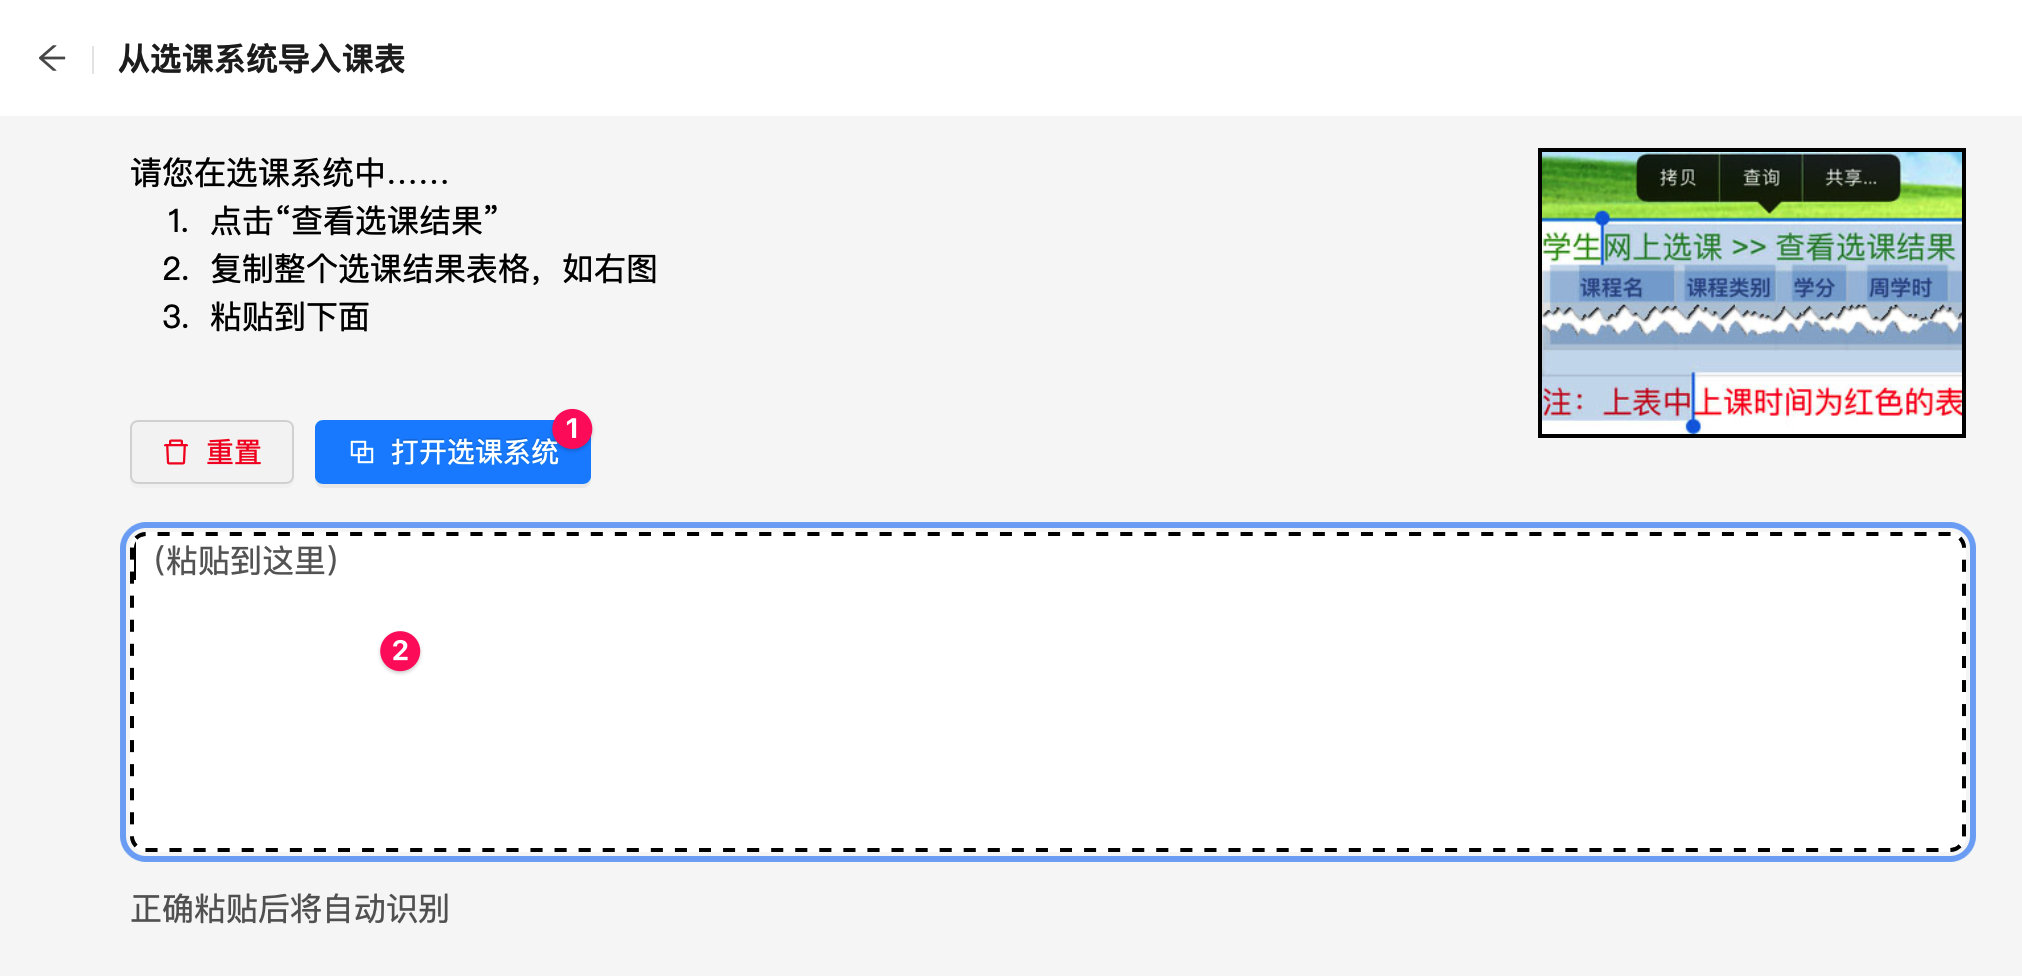 从选课系统导入课表
请您在选课系统中……
1. 点击“查看选课结果”
2. 复制整个选课结果表格，如右图
3. 粘贴到下面
拷贝 查询 共享...
学生网上选课 >> 查看选课结果
课程名 课程类别 学分 周学时
注：上表中上课时间为红色的表
重置 打开选课系统 1
(粘贴到这里)
2
正确粘贴后将自动识别